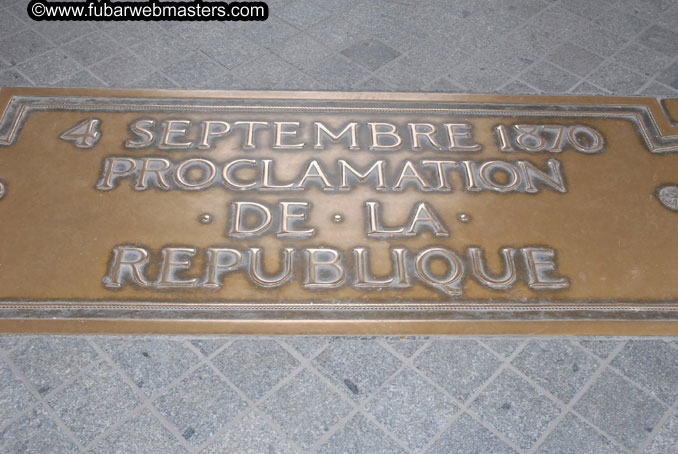 ©www.fubarwebmasters.com
4 SEPTEMBRE 1870
PROCLAMATION
· DE · LA ·
REPUBLIQUE